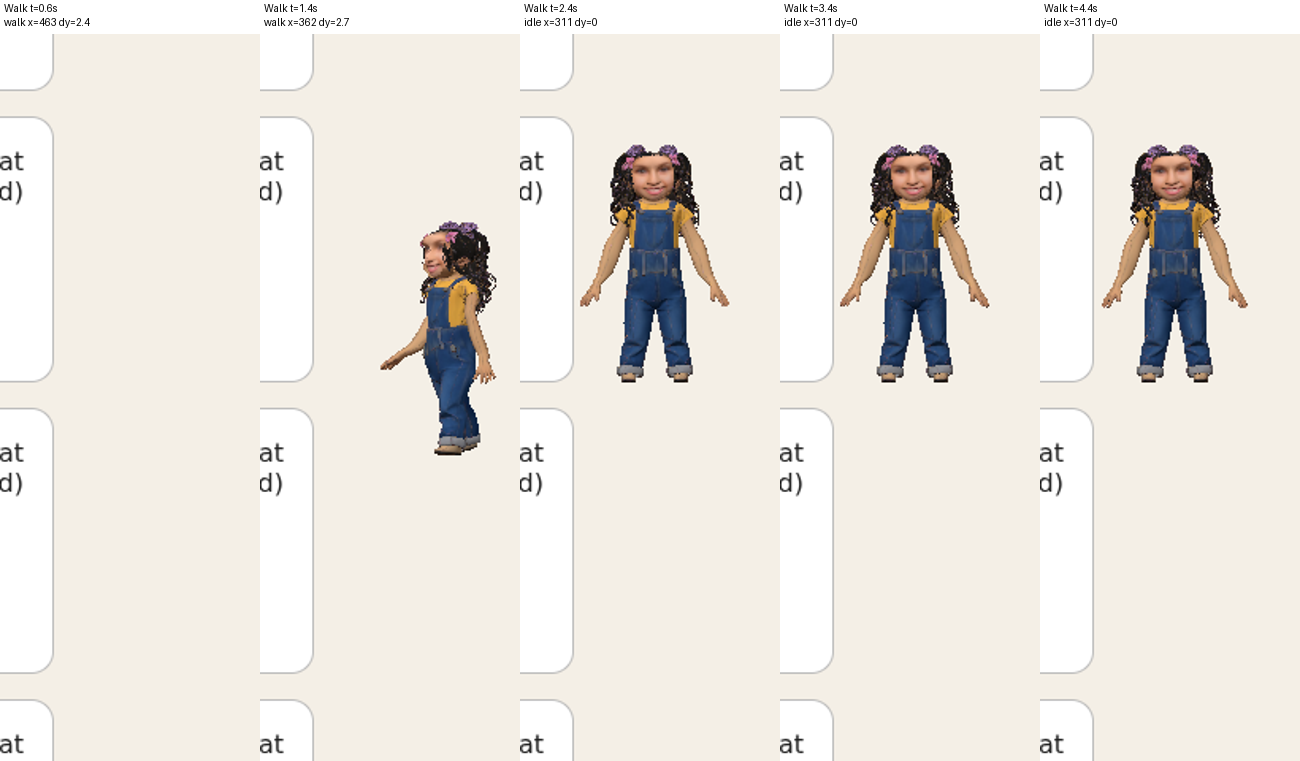 Walk t=0.6s
walk x=463 dy=2.4
Walk t=1.4s
walk x=362 dy=2.7
Walk t=2.4s
idle x=311 dy=0
Walk t=3.4s
idle x=311 dy=0
Walk t=4.4s
idle x=311 dy=0
at
d)
at
d)
at
d)
at
d)
at
d)
at
d)
at
d)
at
d)
at
d)
at
d)
at
at
at
at
at